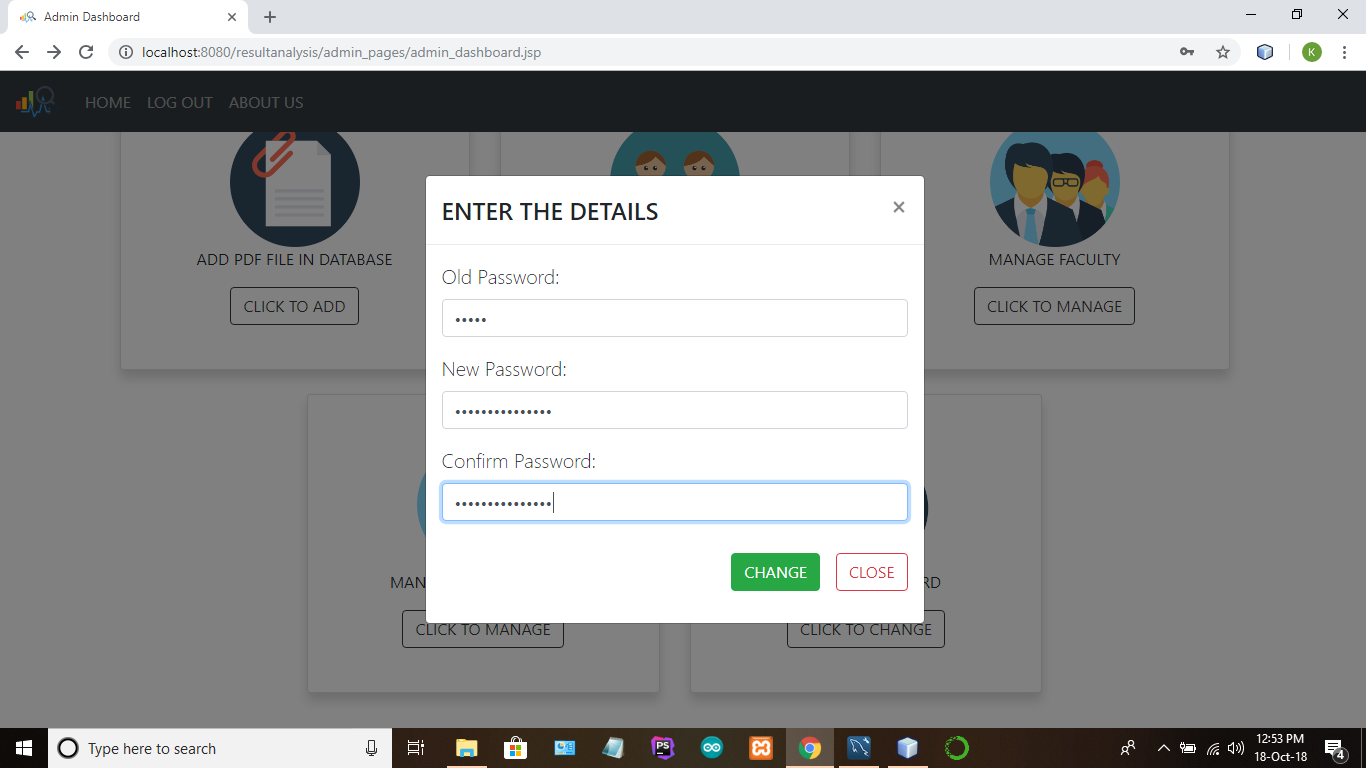 Admin Dashboard
localhost:8080/resultanalysis/admin_pages/admin_dashboard.jsp
K
HOME LOG OUT ABOUT US
ADD PDF FILE IN DATABASE
CLICK TO ADD
MANAGE FACULTY
CLICK TO MANAGE
ENTER THE DETAILS
×
Old Password:
•••••
New Password:
•••••••••••••••
Confirm Password:
•••••••••••••••
CHANGE CLOSE
MAN
RD
CLICK TO MANAGE
CLICK TO CHANGE
Type here to search
PS
12:53 PM
18-Oct-18
4